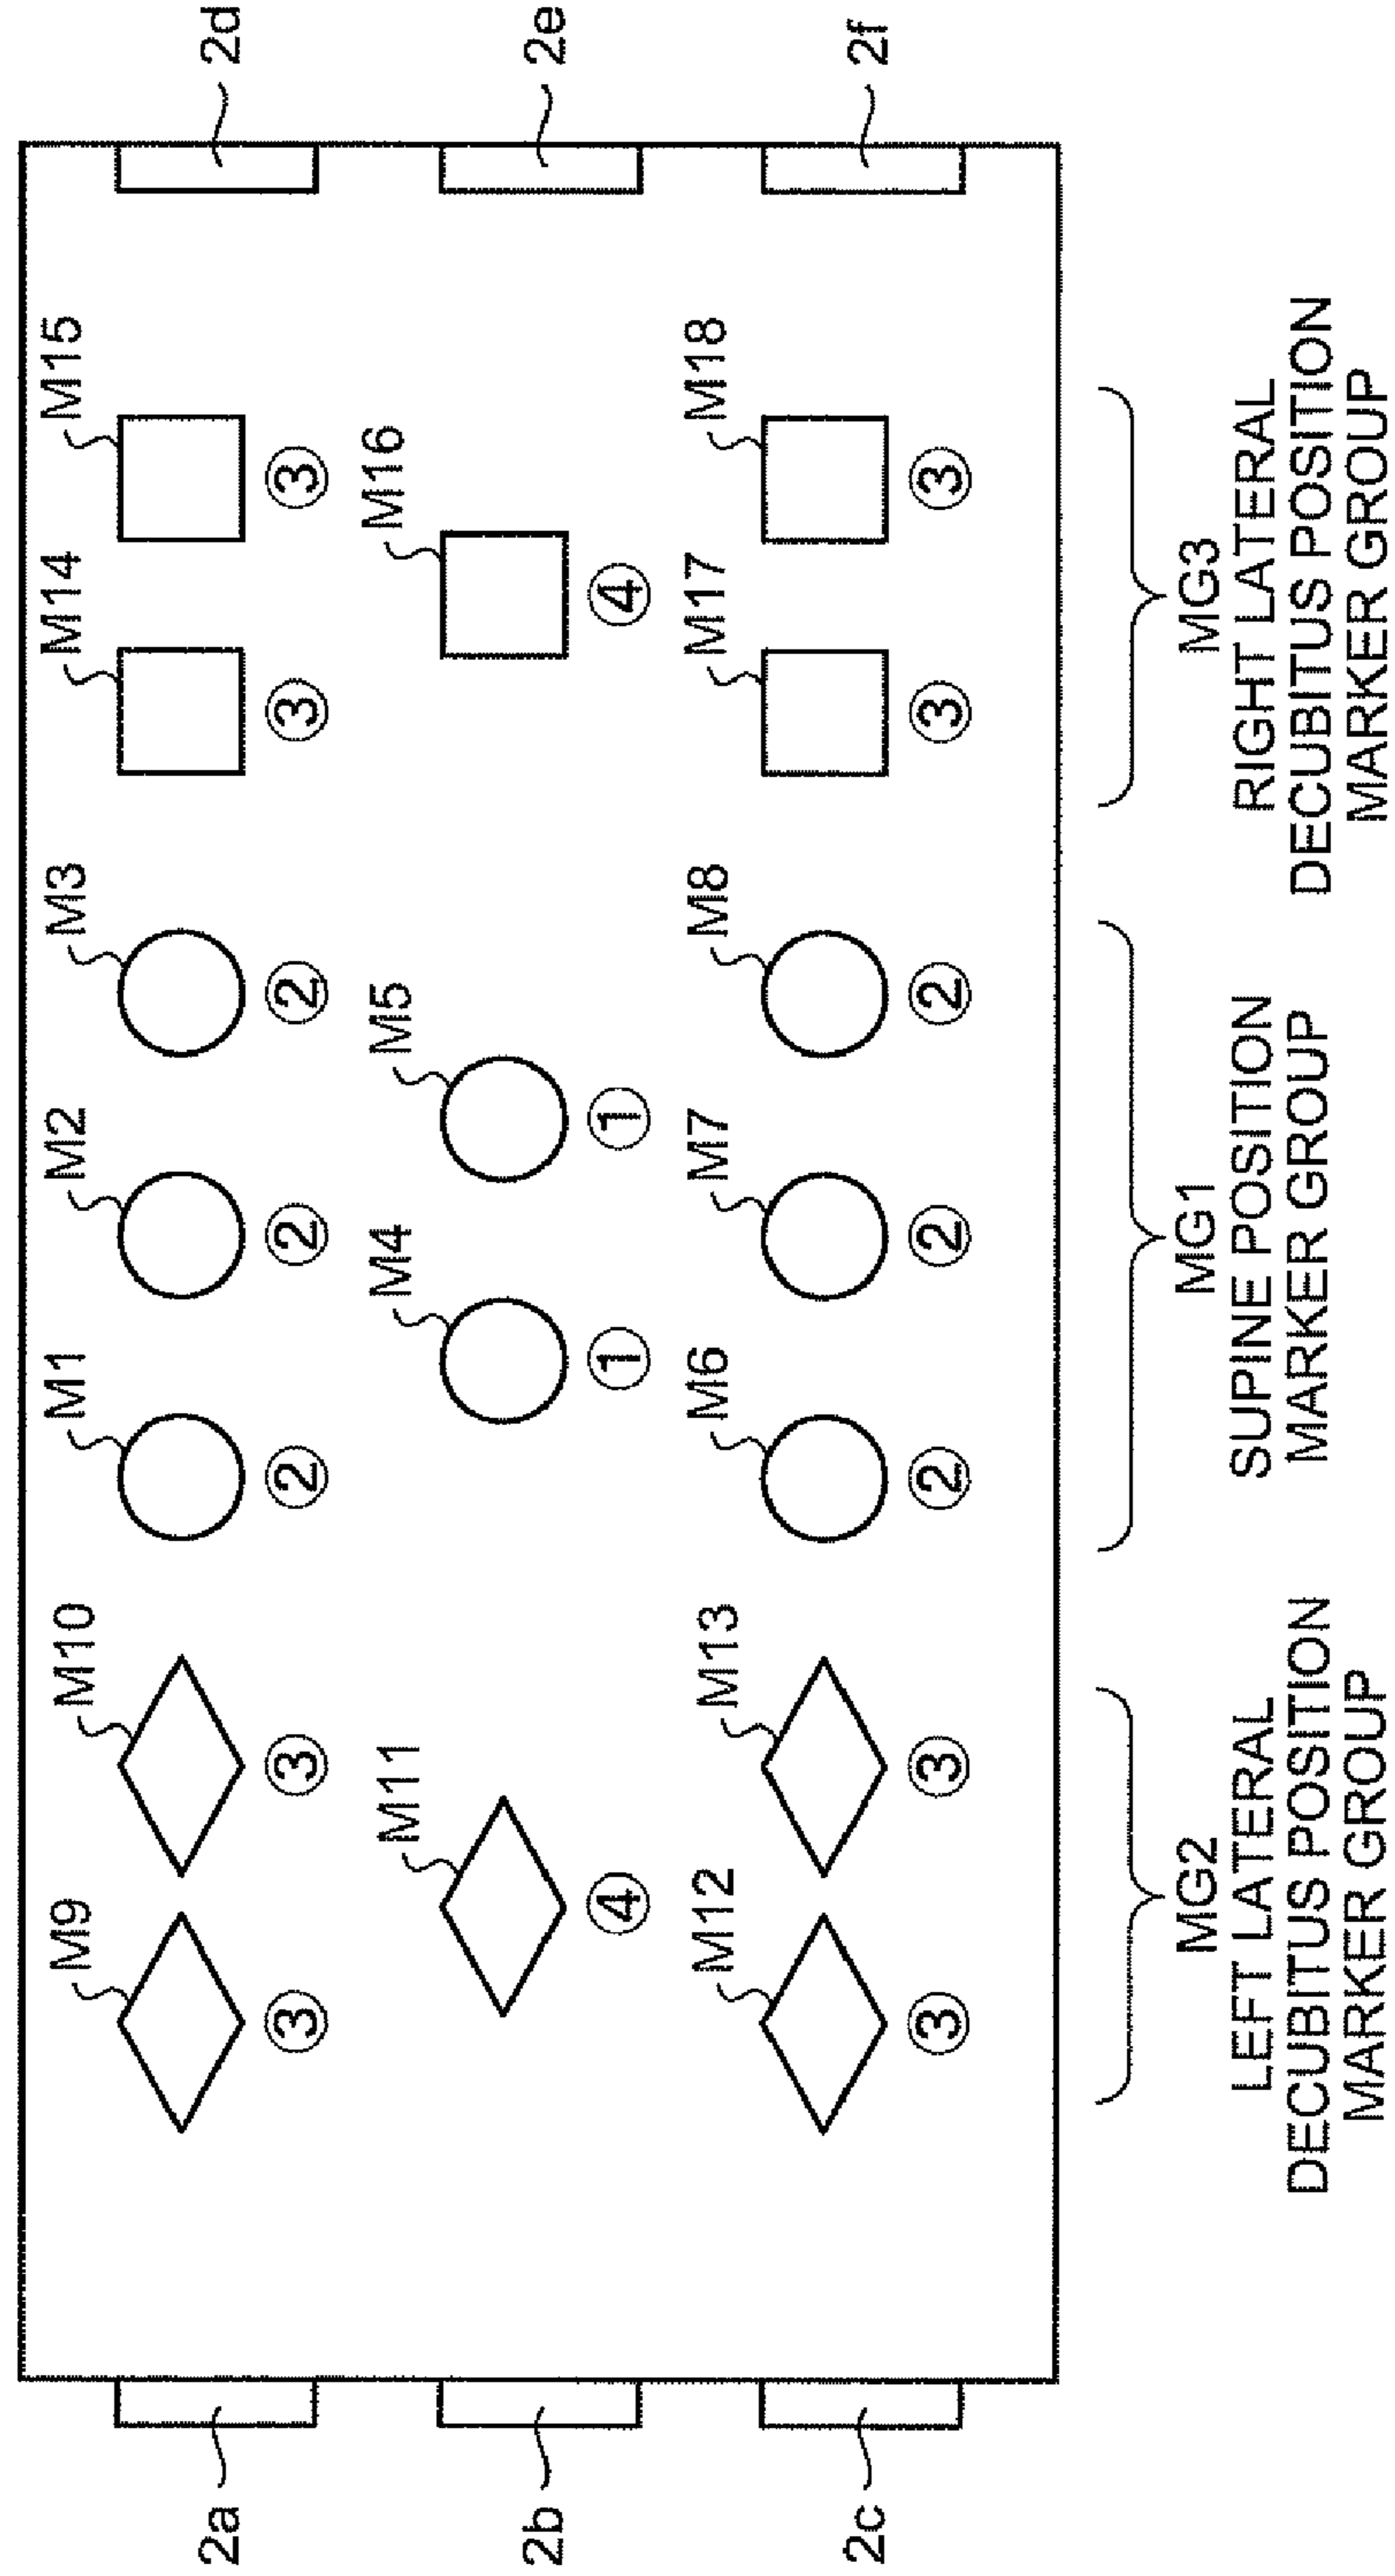 M9
M10
M1
M2
M3
M14
M15
2a
③
③
②
②
②
③
③
2d
M11
M4
M5
M16
2b
④
①
①
④
2e
M12
M13
M6
M7
M8
M17
M18
2c
③
③
②
②
②
③
③
2f
MG2
LEFT LATERAL
DECUBITUS POSITION
MARKER GROUP
MG1
SUPINE POSITION
MARKER GROUP
MG3
RIGHT LATERAL
DECUBITUS POSITION
MARKER GROUP